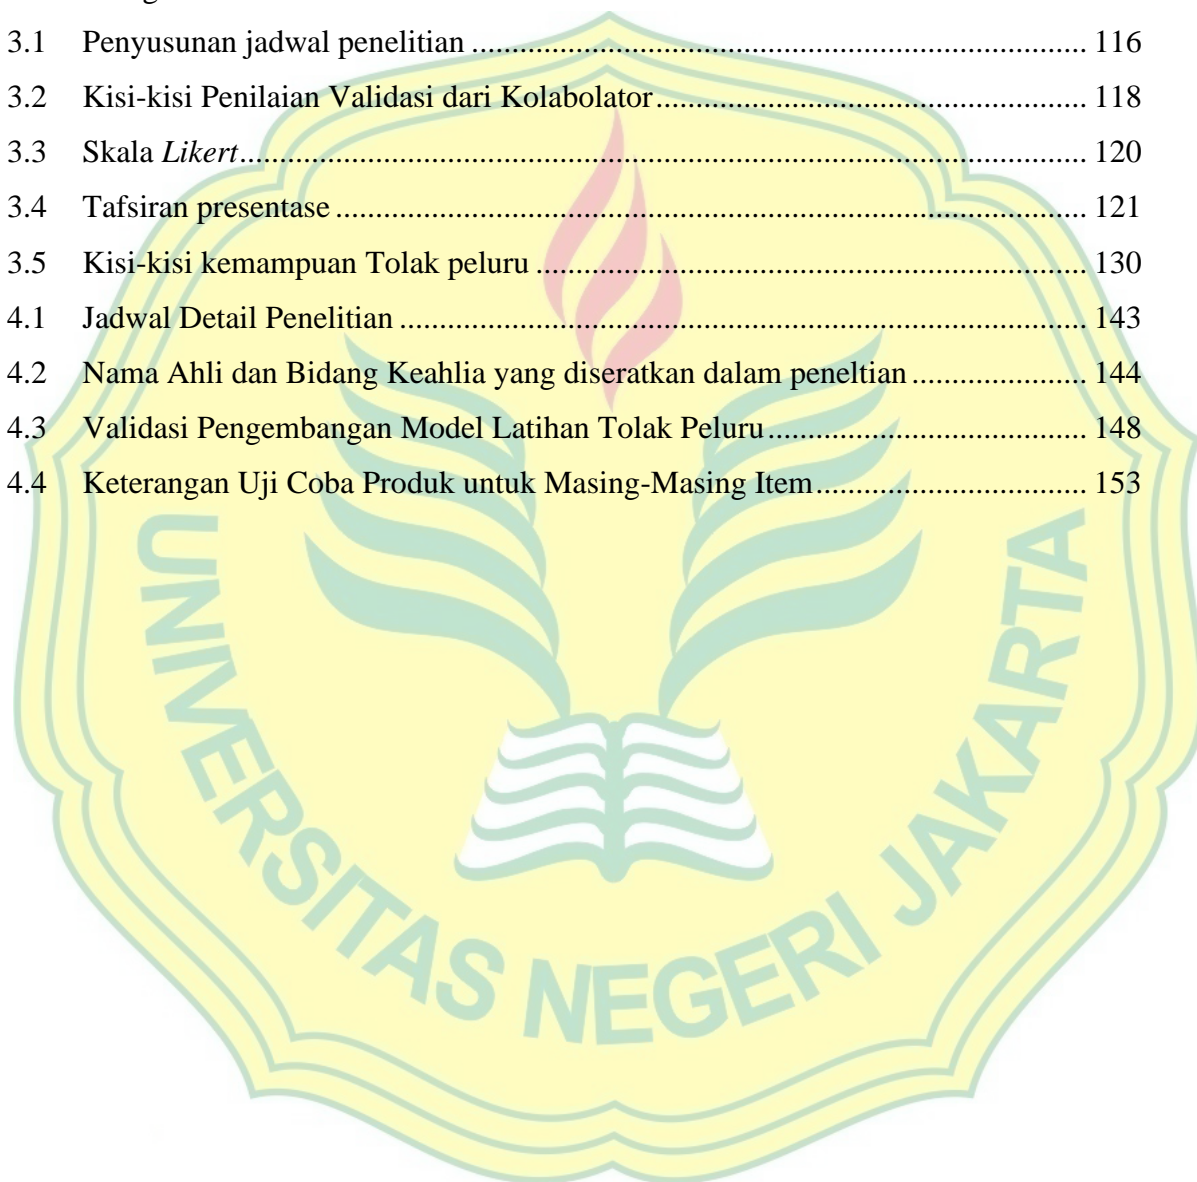 3.1 Penyusunan jadwal penelitian ........................................................................... 116
3.2 Kisi-kisi Penilaian Validasi dari Kolabolator .................................................... 118
3.3 Skala Likert ....................................................................................................... 120
3.4 Tafsiran presentase ........................................................................................... 121
3.5 Kisi-kisi kemampuan Tolak peluru ................................................................... 130
4.1 Jadwal Detail Penelitian .................................................................................... 143
4.2 Nama Ahli dan Bidang Keahlia yang diseratkan dalam peneltian ..................... 144
4.3 Validasi Pengembangan Model Latihan Tolak Peluru ....................................... 148
4.4 Keterangan Uji Coba Produk untuk Masing-Masing Item ................................. 153
UNIVERSITAS NEGERI JAKARTA